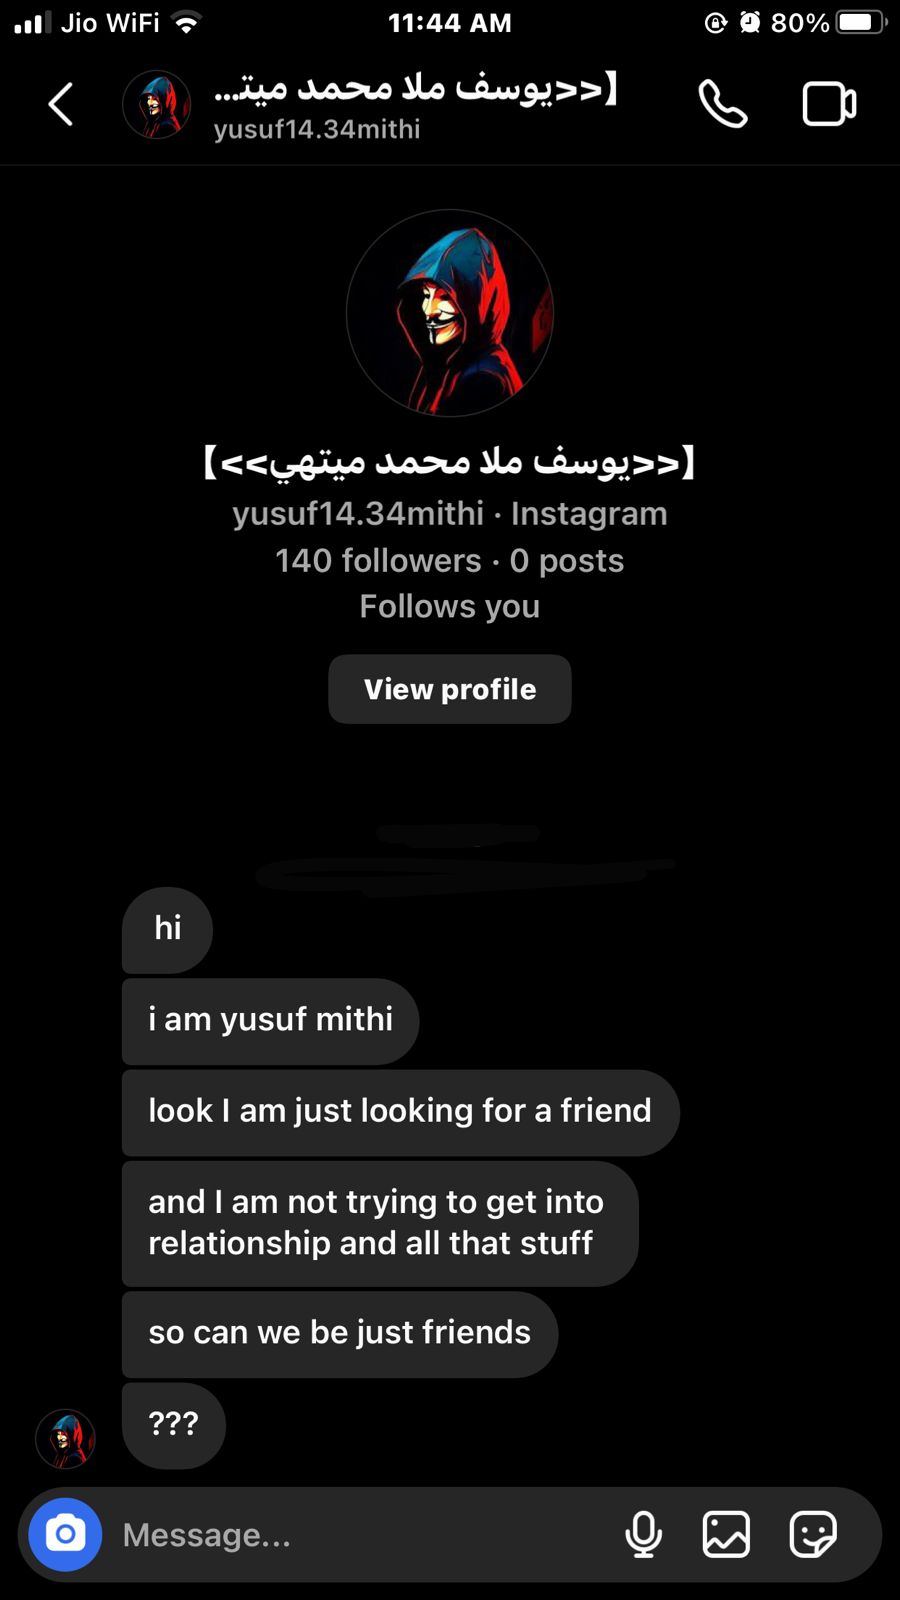 Jio WiFi 11:44 AM 80%
【<<يوسف ملا محمد ميتـ...
yusuf14.34mithi
【<<يوسف ملا محمد ميتهي>>】
yusuf14.34mithi · Instagram
140 followers · 0 posts
Follows you
View profile
hi
i am yusuf mithi
look I am just looking for a friend
and I am not trying to get into
relationship and all that stuff
so can we be just friends
???
Message...